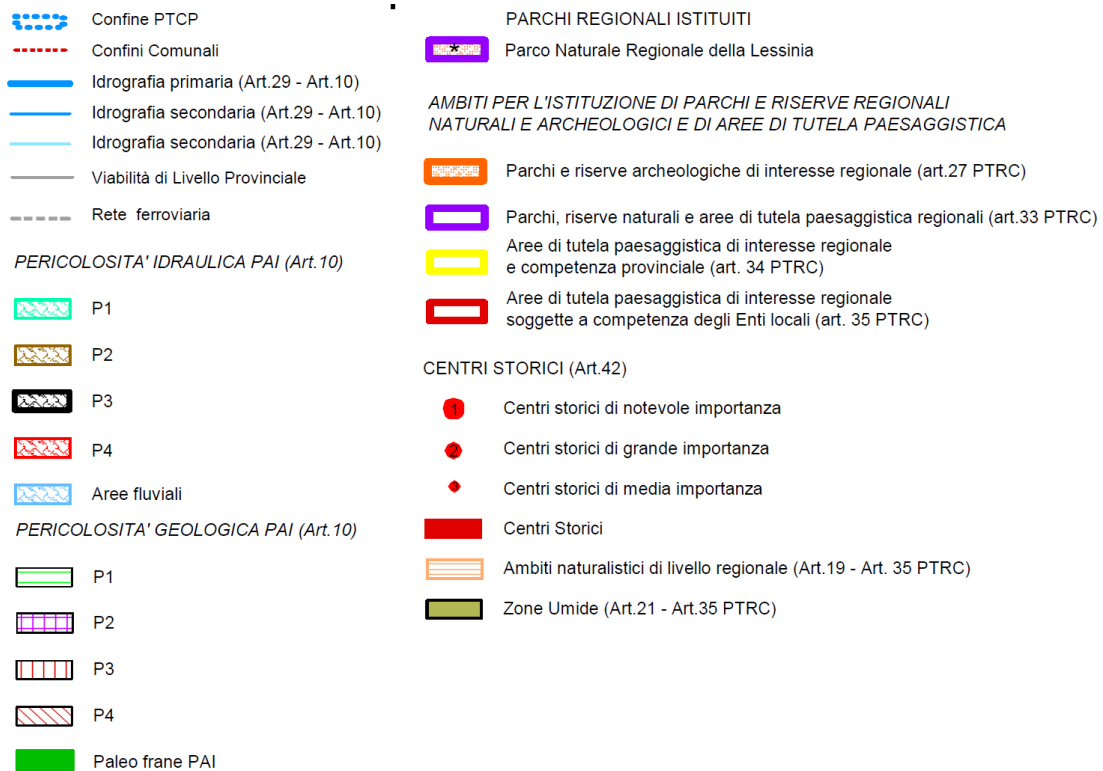 Confine PTCP
Confini Comunali
Idrografia primaria (Art.29 - Art.10)
Idrografia secondaria (Art.29 - Art.10)
Idrografia secondaria (Art.29 - Art.10)
Viabilità di Livello Provinciale
Rete ferroviaria
PERICOLOSITA' IDRAULICA PAI (Art.10)
P1
P2
P3
P4
Aree fluviali
PERICOLOSITA' GEOLOGICA PAI (Art.10)
P1
P2
P3
P4
Paleo frane PAI
PARCHI REGIONALI ISTITUITI
* Parco Naturale Regionale della Lessinia
AMBITI PER L'ISTITUZIONE DI PARCHI E RISERVE REGIONALI
NATURALI E ARCHEOLOGICI E DI AREE DI TUTELA PAESAGGISTICA
Parchi e riserve archeologiche di interesse regionale (art.27 PTRC)
Parchi, riserve naturali e aree di tutela paesaggistica regionali (art.33 PTRC)
Aree di tutela paesaggistica di interesse regionale
e competenza provinciale (art. 34 PTRC)
Aree di tutela paesaggistica di interesse regionale
soggette a competenza degli Enti locali (art. 35 PTRC)
CENTRI STORICI (Art.42)
1 Centri storici di notevole importanza
2 Centri storici di grande importanza
3 Centri storici di media importanza
Centri Storici
Ambiti naturalistici di livello regionale (Art.19 - Art. 35 PTRC)
Zone Umide (Art.21 - Art.35 PTRC)